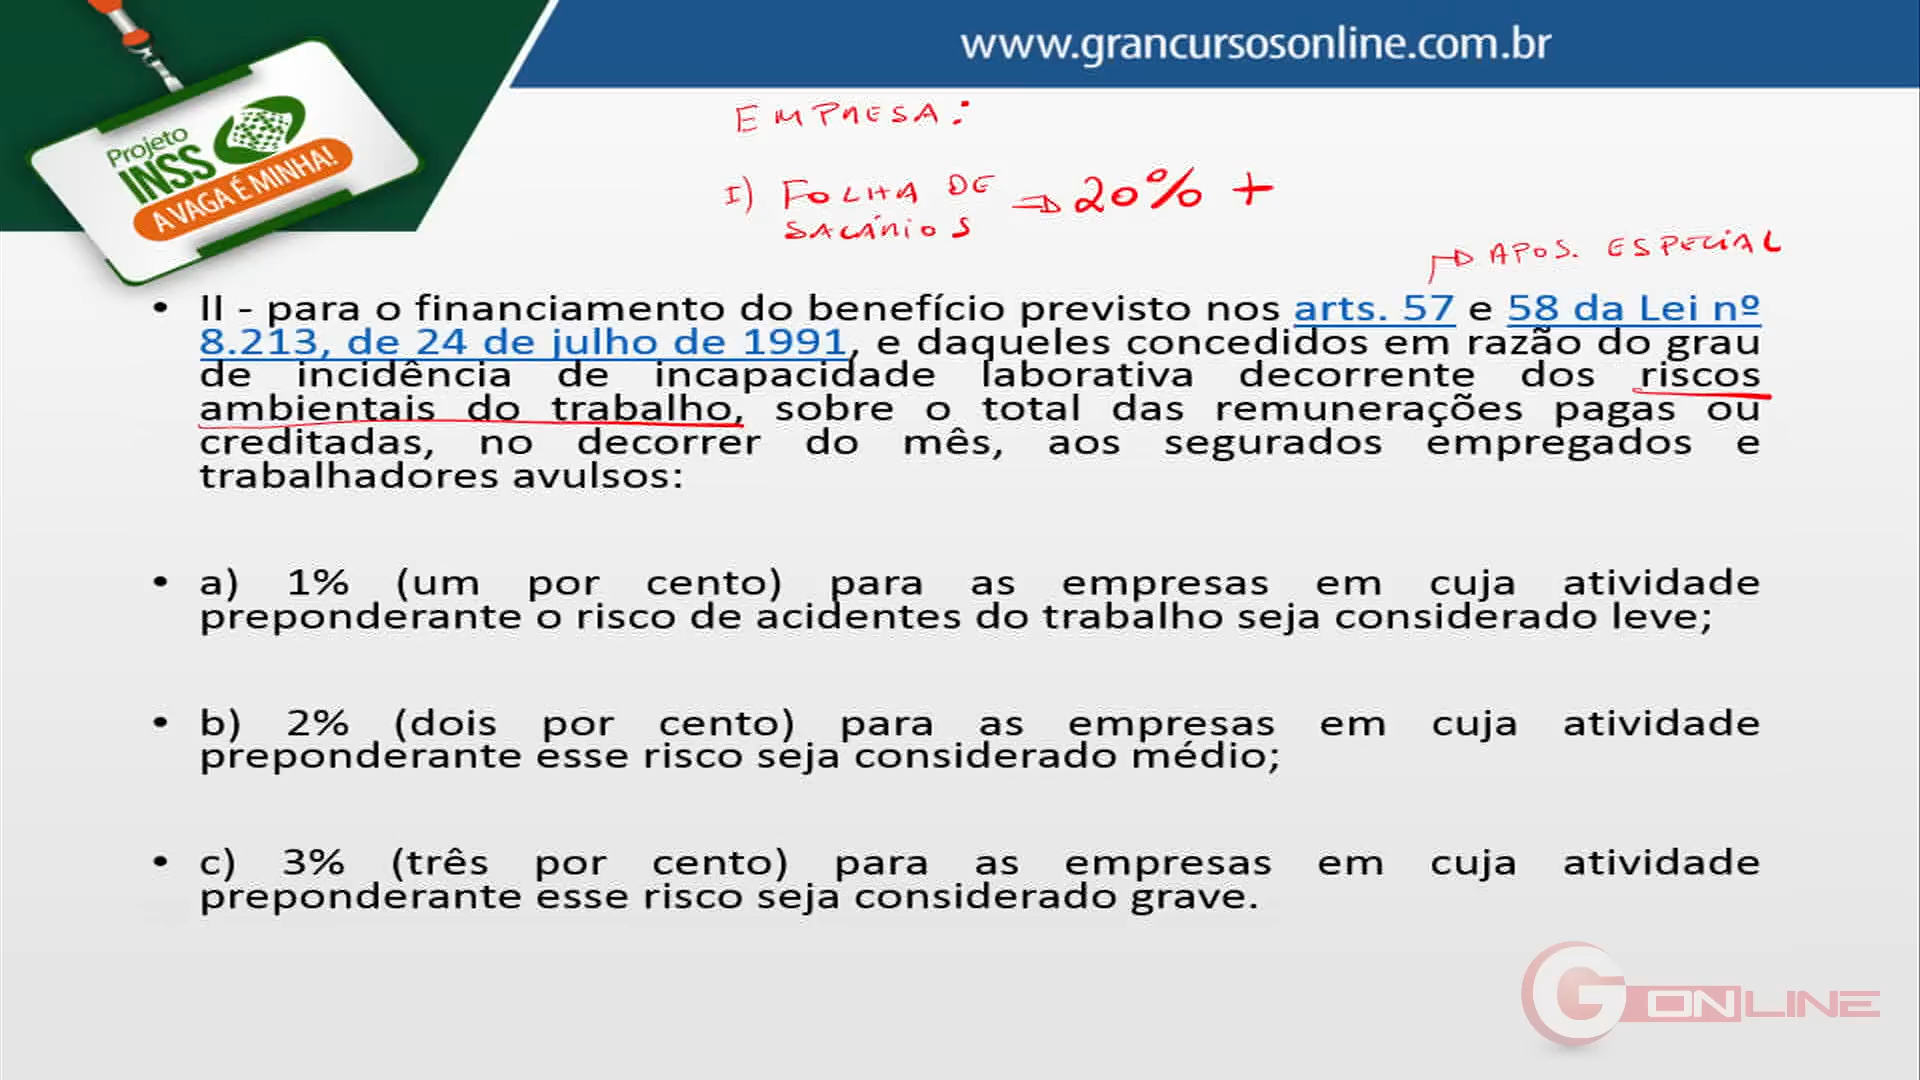 www.grancursosonline.com.br
Projeto
INSS
A VAGA É MINHA!
EMPRESA:
I) FOLHA DE → 20% +
SALÁRIOS
→ APOS. ESPECIAL
• II - para o financiamento do benefício previsto nos arts. 57 e 58 da Lei nº
8.213, de 24 de julho de 1991, e daqueles concedidos em razão do grau
de incidência de incapacidade laborativa decorrente dos riscos
ambientais do trabalho, sobre o total das remunerações pagas ou
creditadas, no decorrer do mês, aos segurados empregados e
trabalhadores avulsos:
• a) 1% (um por cento) para as empresas em cuja atividade
preponderante o risco de acidentes do trabalho seja considerado leve;
• b) 2% (dois por cento) para as empresas em cuja atividade
preponderante esse risco seja considerado médio;
• c) 3% (três por cento) para as empresas em cuja atividade
preponderante esse risco seja considerado grave.
G ONLINE